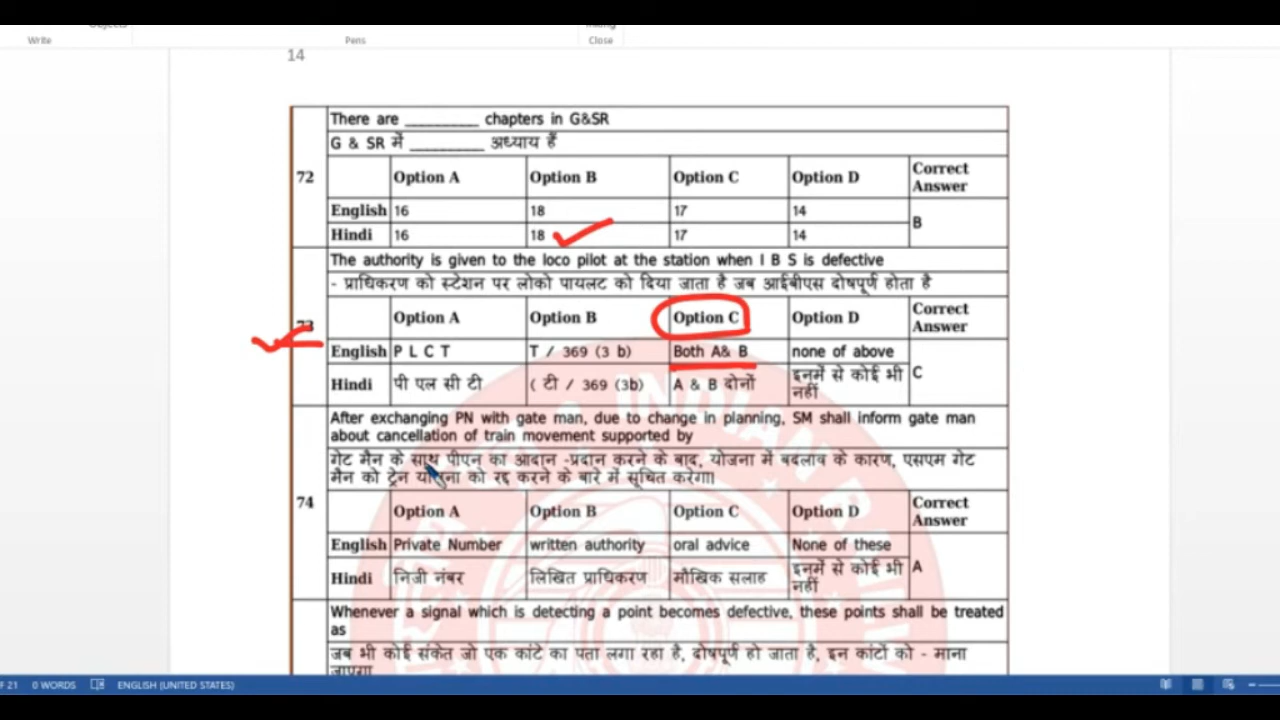 Write
Pens
Close
14
There are _________ chapters in G&SR
G & SR में _________ अध्याय हैं
72
Option A Option B Option C Option D Correct Answer
English 16 18 17 14 B
Hindi 16 18 17 14
The authority is given to the loco pilot at the station when I B S is defective
- प्राधिकरण को स्टेशन पर लोको पायलट को दिया जाता है जब आईबीएस दोषपूर्ण होता है
73
Option A Option B Option C Option D Correct Answer
English P L C T T / 369 (3 b) Both A& B none of above C
Hindi पी एल सी टी ( टी / 369 (3b) A & B दोनों इनमें से कोई भी नहीं
After exchanging PN with gate man, due to change in planning, SM shall inform gate man
about cancellation of train movement supported by
गेट मैन के साथ पीएन का आदान -प्रदान करने के बाद, योजना में बदलाव के कारण, एसएम गेट
मैन को ट्रेन को रद्द करने के बारे में सूचित करेगा।
74
Option A Option B Option C Option D Correct Answer
English Private Number written authority oral advice None of these A
Hindi निजी नंबर लिखित प्राधिकरण मौखिक सलाह इनमें से कोई भी नहीं
Whenever a signal which is detecting a point becomes defective, these points shall be treated
as
जब भी कोई संकेत जो एक कांटे का पता लगा रहा है, दोषपूर्ण हो जाता है, इन कांटों को - माना
जाएगा
F 21 0 WORDS ENGLISH (UNITED STATES)